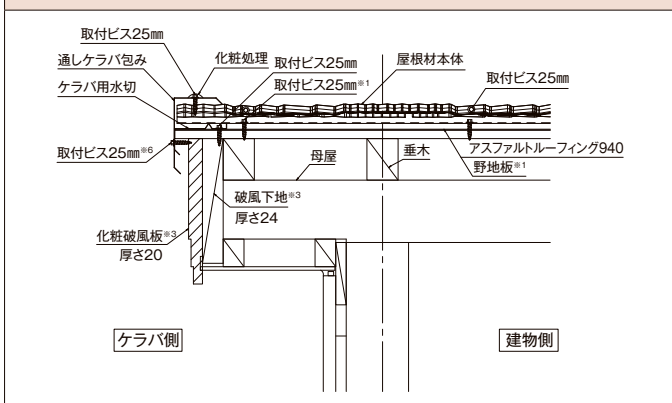 取付ビス25㎜
化粧処理
取付ビス25㎜
屋根材本体
通しケラバ包み
取付ビス25㎜※1
取付ビス25㎜
ケラバ用水切
アスファルトルーフィング940
取付ビス25㎜※6
母屋
垂木
野地板※1
破風下地※3
厚さ24
化粧破風板※3
厚さ20
ケラバ側
建物側